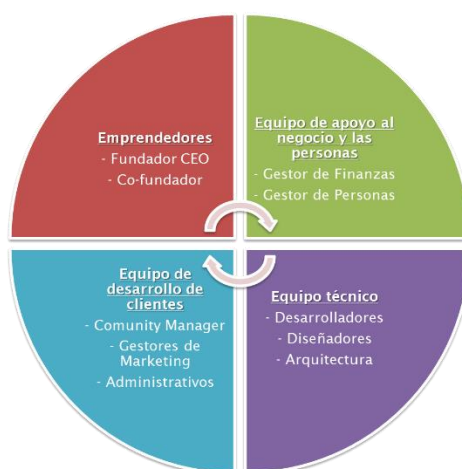 Emprendedores
- Fundador CEO
- Co-fundador
Equipo de apoyo al
negocio y las
personas
- Gestor de Finanzas
- Gestor de Personas
Equipo de
desarrollo de
clientes
- Comunity Manager
- Gestores de
Marketing
- Administrativos
Equipo técnico
- Desarrolladores
- Diseñadores
- Arquitectura